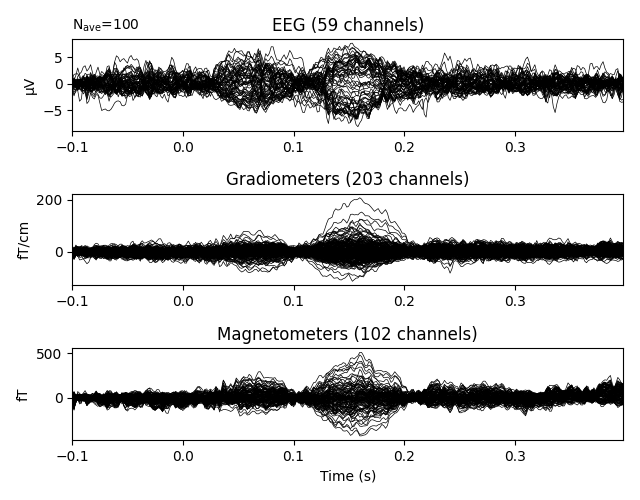 N_ave=100
EEG (59 channels)
µV
5
0
−5
−0.1 0.0 0.1 0.2 0.3
Gradiometers (203 channels)
fT/cm
200
0
−0.1 0.0 0.1 0.2 0.3
Magnetometers (102 channels)
fT
500
0
−0.1 0.0 0.1 0.2 0.3
Time (s)